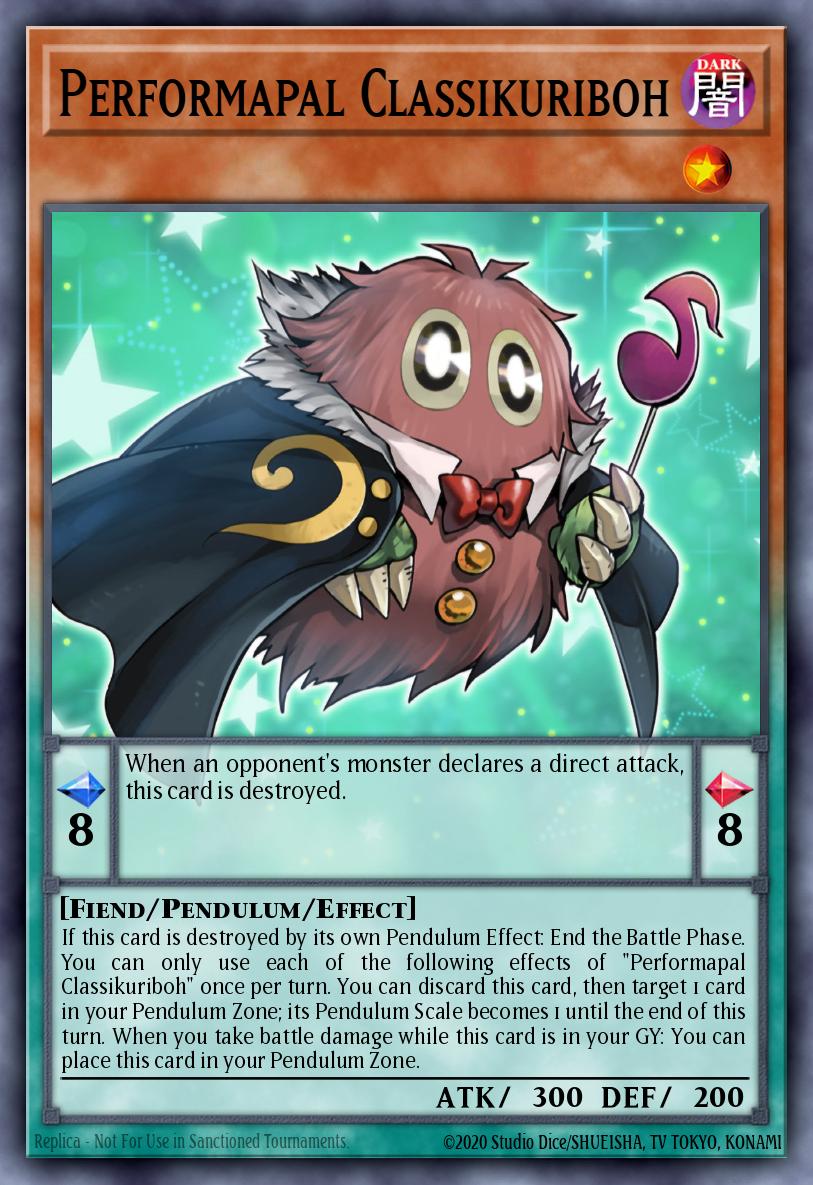 Performapal Classikuriboh
DARK
闇
When an opponent's monster declares a direct attack,
this card is destroyed.
8
8
[Fiend/Pendulum/Effect]
If this card is destroyed by its own Pendulum Effect: End the Battle Phase.
You can only use each of the following effects of "Performapal
Classikuriboh" once per turn. You can discard this card, then target 1 card
in your Pendulum Zone; its Pendulum Scale becomes 1 until the end of this
turn. When you take battle damage while this card is in your GY: You can
place this card in your Pendulum Zone.
ATK/ 300 DEF/ 200
Replica - Not For Use in Sanctioned Tournaments.
©2020 Studio Dice/SHUEISHA, TV TOKYO, KONAMI